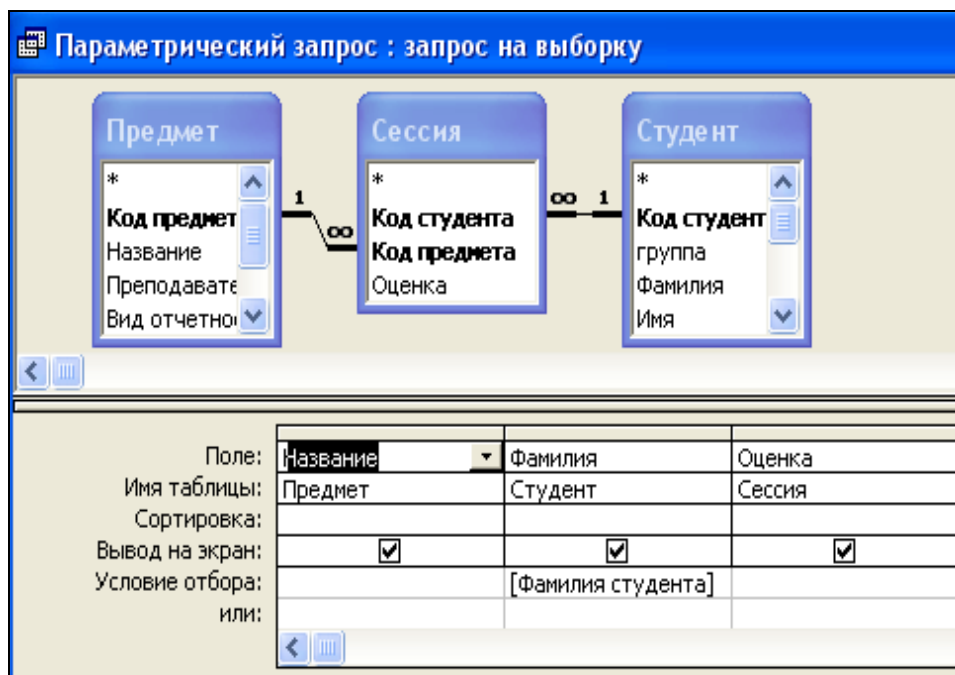 Параметрический запрос : запрос на выборку
Предмет
*
Код предмет
Название
Преподавате
Вид отчетно
1
∞
Сессия
*
Код студента
Код предмета
Оценка
∞ 1
Студент
*
Код студент
группа
Фамилия
Имя
Поле: Название Фамилия Оценка
Имя таблицы: Предмет Студент Сессия
Сортировка:
Вывод на экран:
Условие отбора: [Фамилия студента]
или: